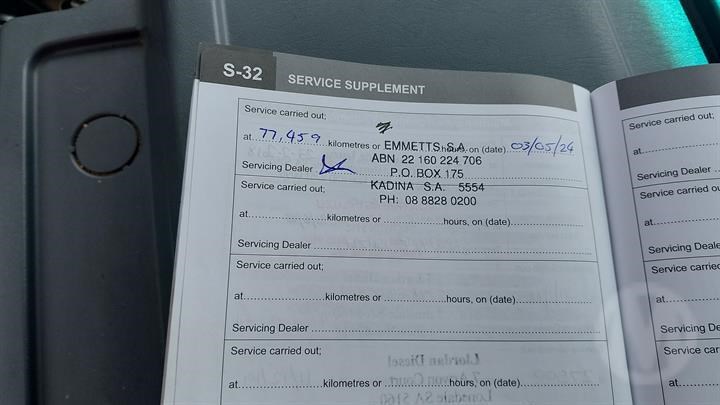 S-32 SERVICE SUPPLEMENT
Service carried out;
at 77,459 kilometres or hours, on (date) 03/05/24
EMMETTS S.A.
ABN 22 160 224 706
Servicing Dealer
P.O. BOX 175
KADINA S.A. 5554
PH: 08 8828 0200
Service carried out;
at....................kilometres or ..................hours, on (date)....................
Servicing Dealer ....................
Service carried out;
at....................kilometres or ..................hours, on (date)....................
Servicing Dealer ....................
Service carried out;
at....................kilometres or ..................hours, on (date)....................
Service carried out;
at
Servicing Dealer
Service carried ou
at
Servicing Deale
Service carrie
at
Servicing De
Service car
at